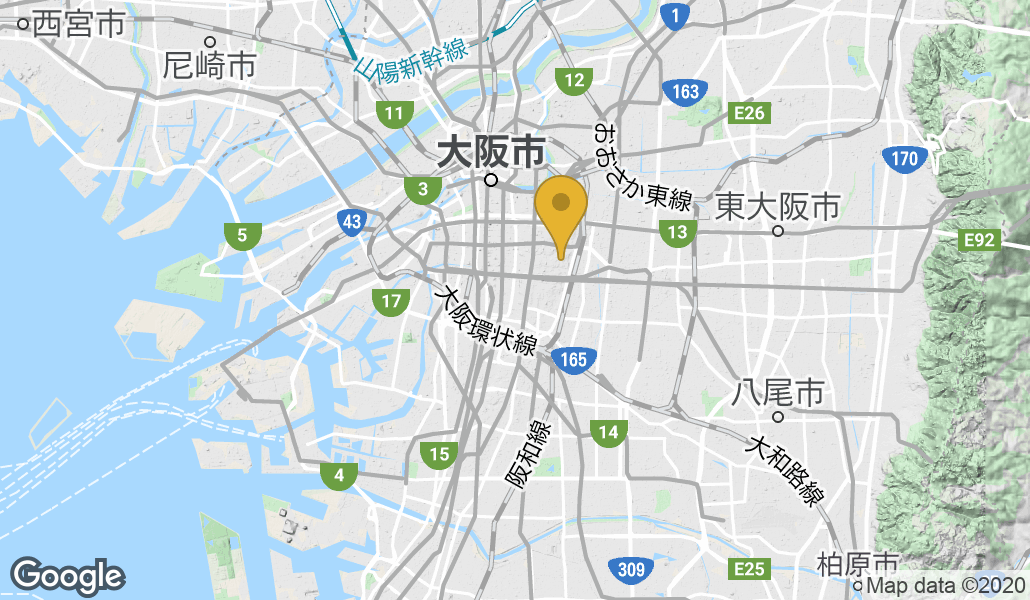 西宮市
尼崎市
山陽新幹線
1
12
163
E26
11
おおさか東線
大阪市
170
3
43
東大阪市
5
13
E92
17
大阪環状線
165
八尾市
14
阪和線
15
大和路線
4
309
E25
柏原市
Google
Map data ©2020